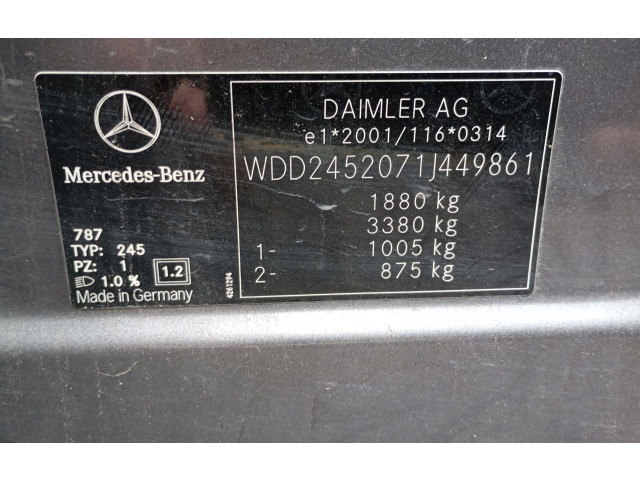 Mercedes-Benz
787
TYP: 245
PZ: 1
1.0 %
1.2
Made in Germany
4261294
DAIMLER AG
e1*2001/116*0314
WDD2452071J449861
1880 kg
3380 kg
1- 1005 kg
2- 875 kg